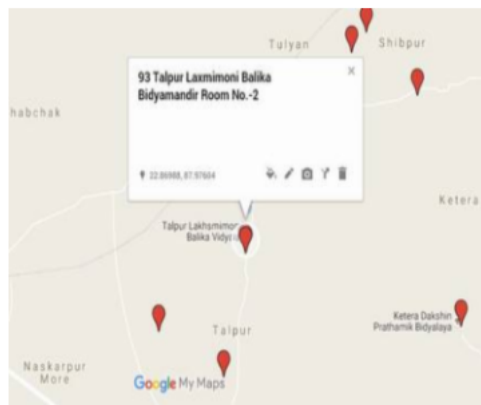 Tulyan
Shibpur
93 Talpur Laxmimoni Balika
Bidyamandir Room No.-2
habchak
22.86988, 87.97604
Ketera
Talpur Lakhsmimon
Balika Vidya
Ketera Dakshin
Prathamik Bidyalaya
Talpur
Naskarpur
More
Google My Maps